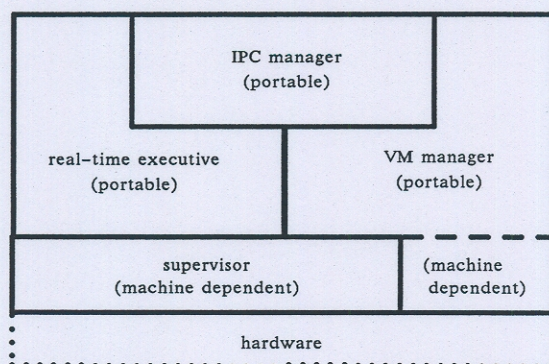 IPC manager
(portable)
real-time executive
(portable)
VM manager
(portable)
supervisor
(machine dependent)
(machine
dependent)
hardware